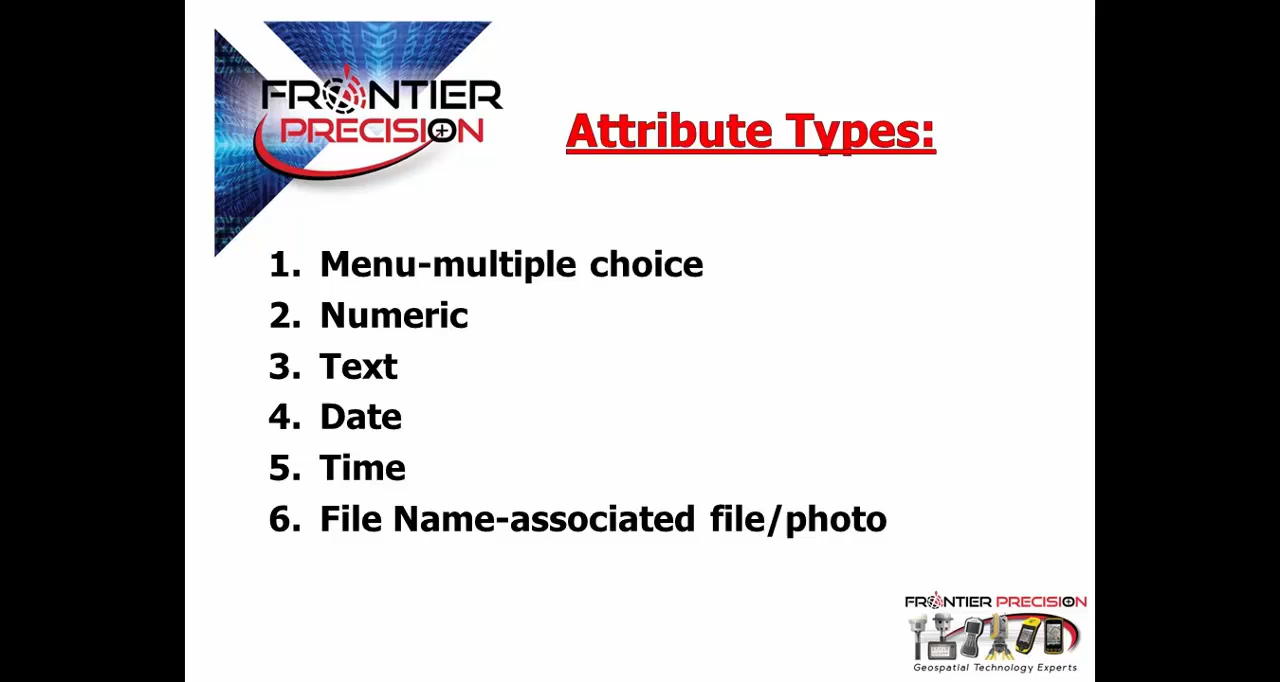 FRONTIER
PRECISION
Attribute Types:
1. Menu-multiple choice
2. Numeric
3. Text
4. Date
5. Time
6. File Name-associated file/photo
FRONTIER PRECISION
Geospatial Technology Experts